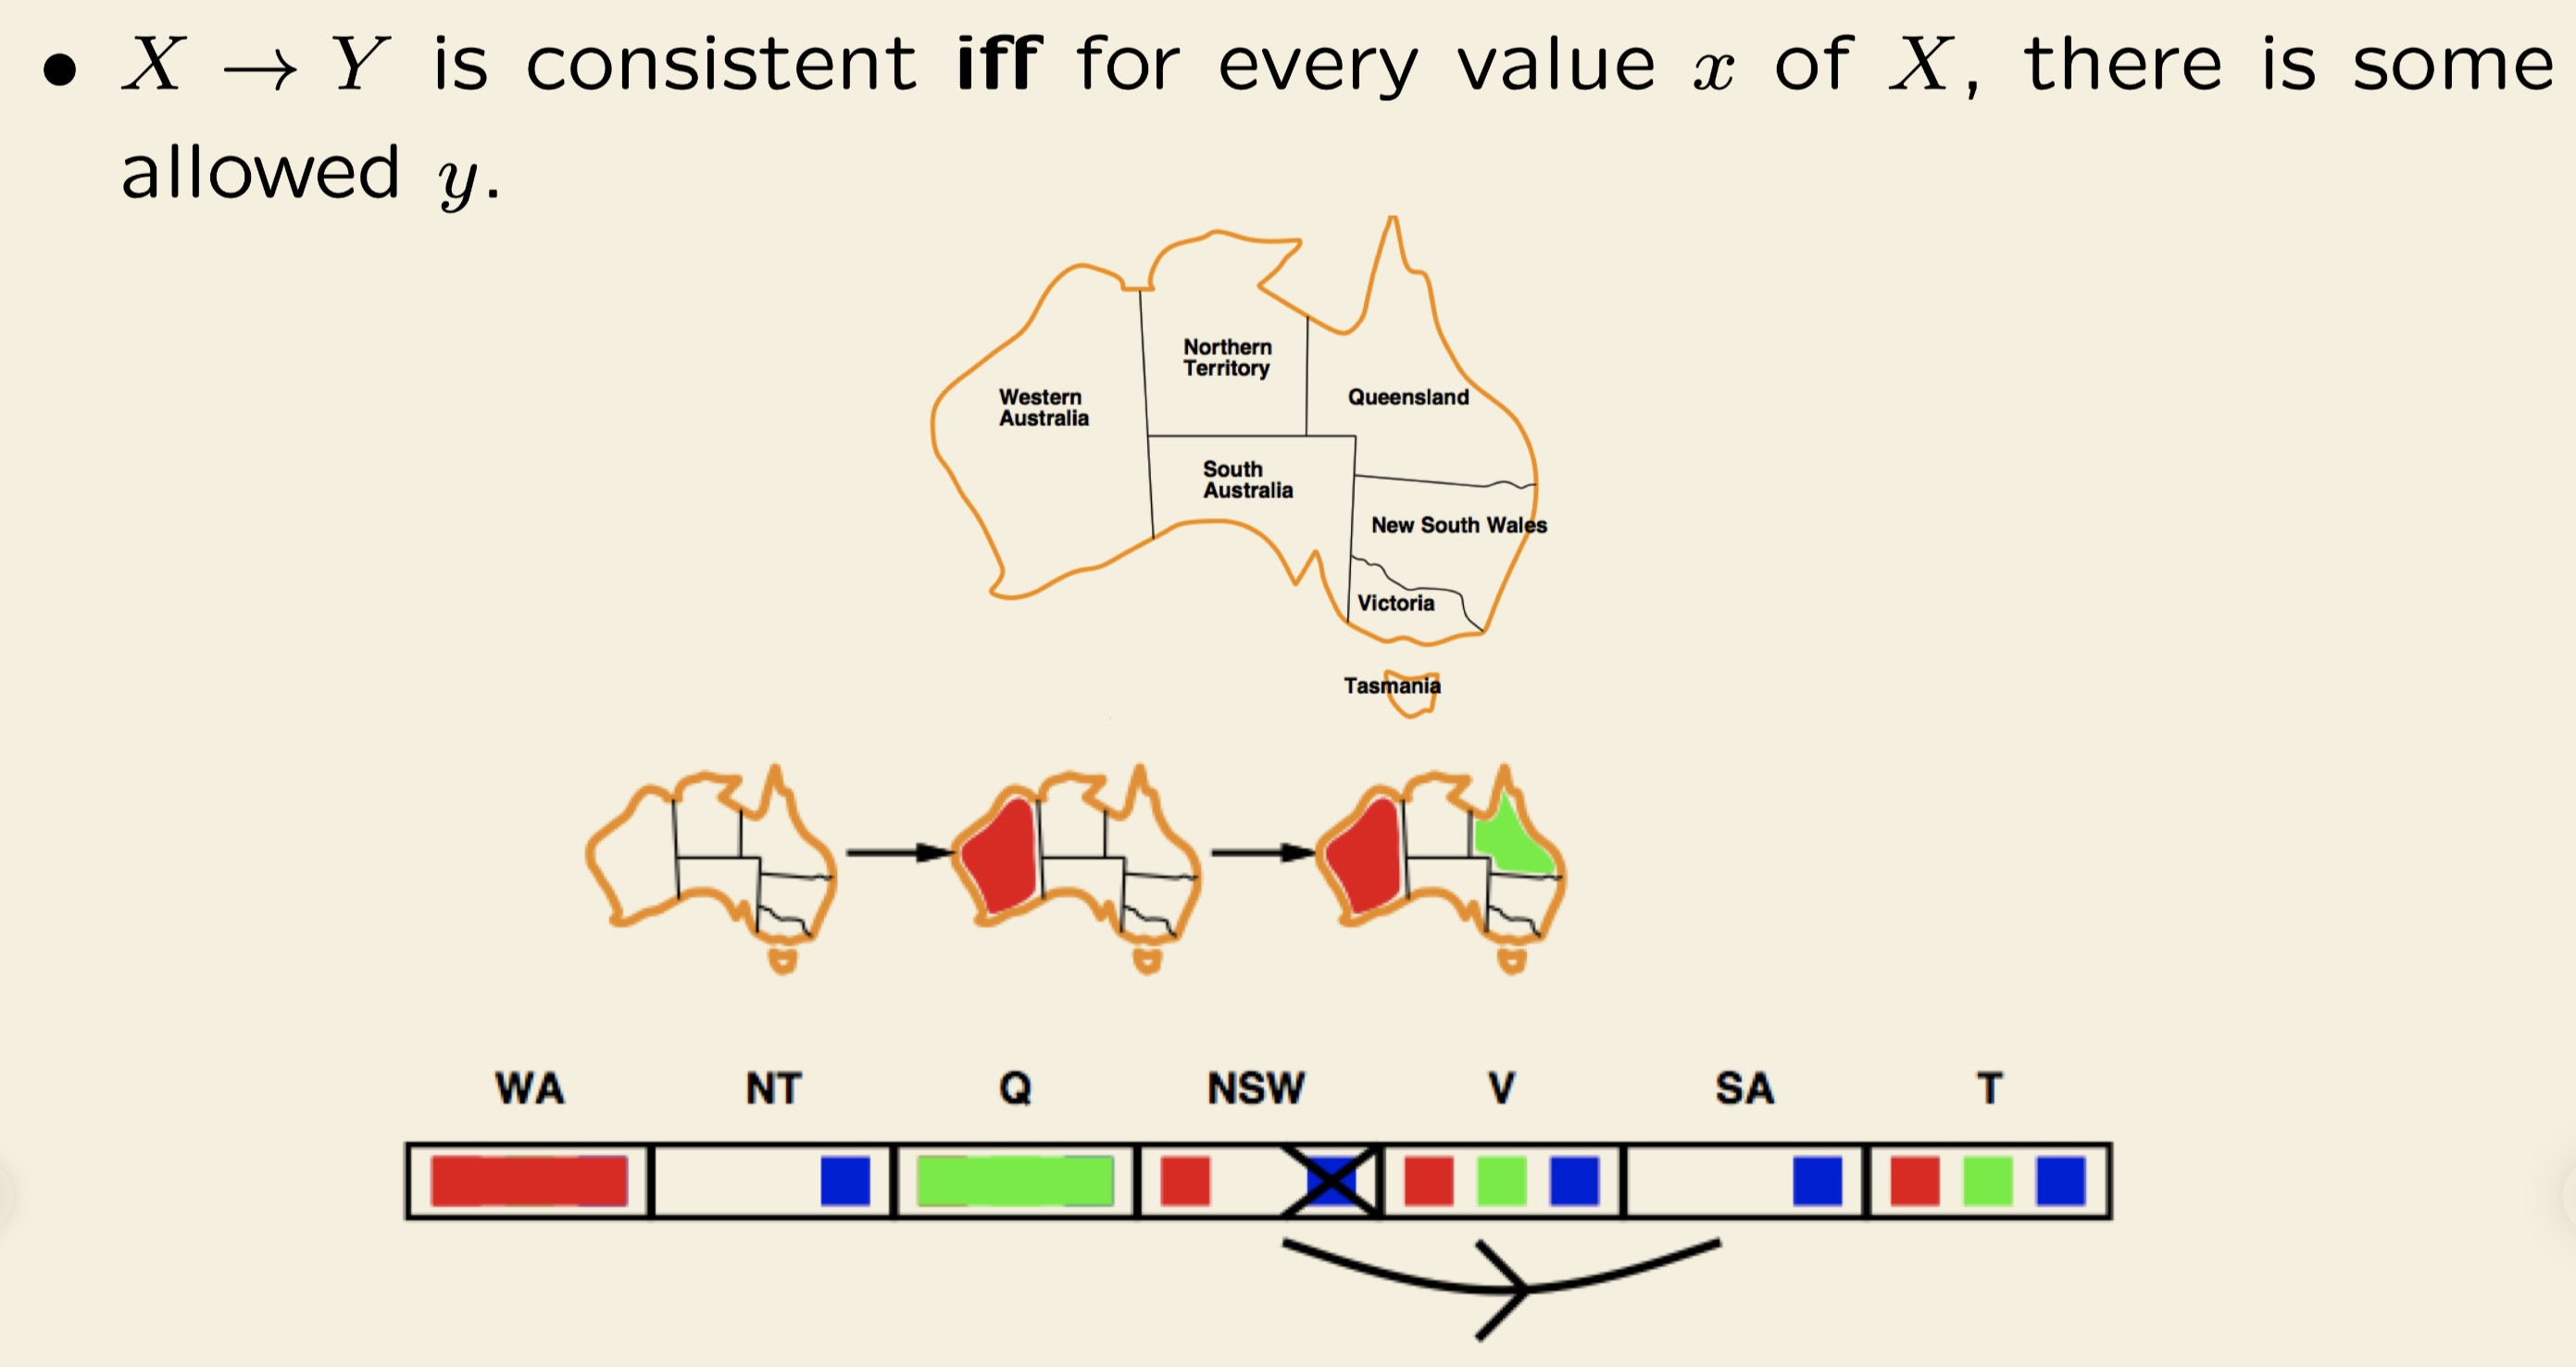 • X → Y is consistent iff for every value x of X, there is some
allowed y.
Northern
Territory
Western
Australia
Queensland
South
Australia
New South Wales
Victoria
Tasmania
WA NT Q NSW V SA T